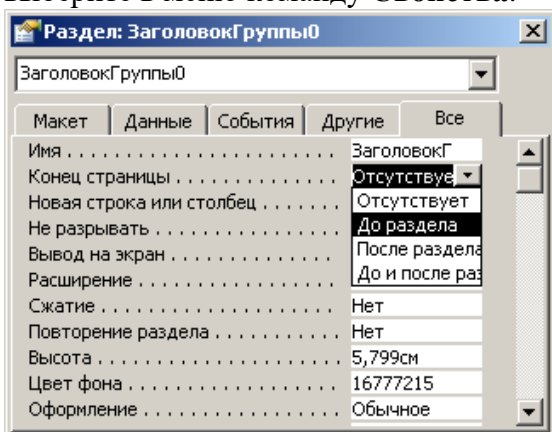 Раздел: ЗаголовокГруппы0
ЗаголовокГруппы0
Макет Данные События Другие Все
Имя ЗаголовокГ
Конец страницы Отсутствуе
Новая строка или столбец Отсутствует
Не разрывать До раздела
Вывод на экран После раздела
Расширение До и после раз
Сжатие Нет
Повторение раздела Нет
Высота 5,799см
Цвет фона 16777215
Оформление Обычное